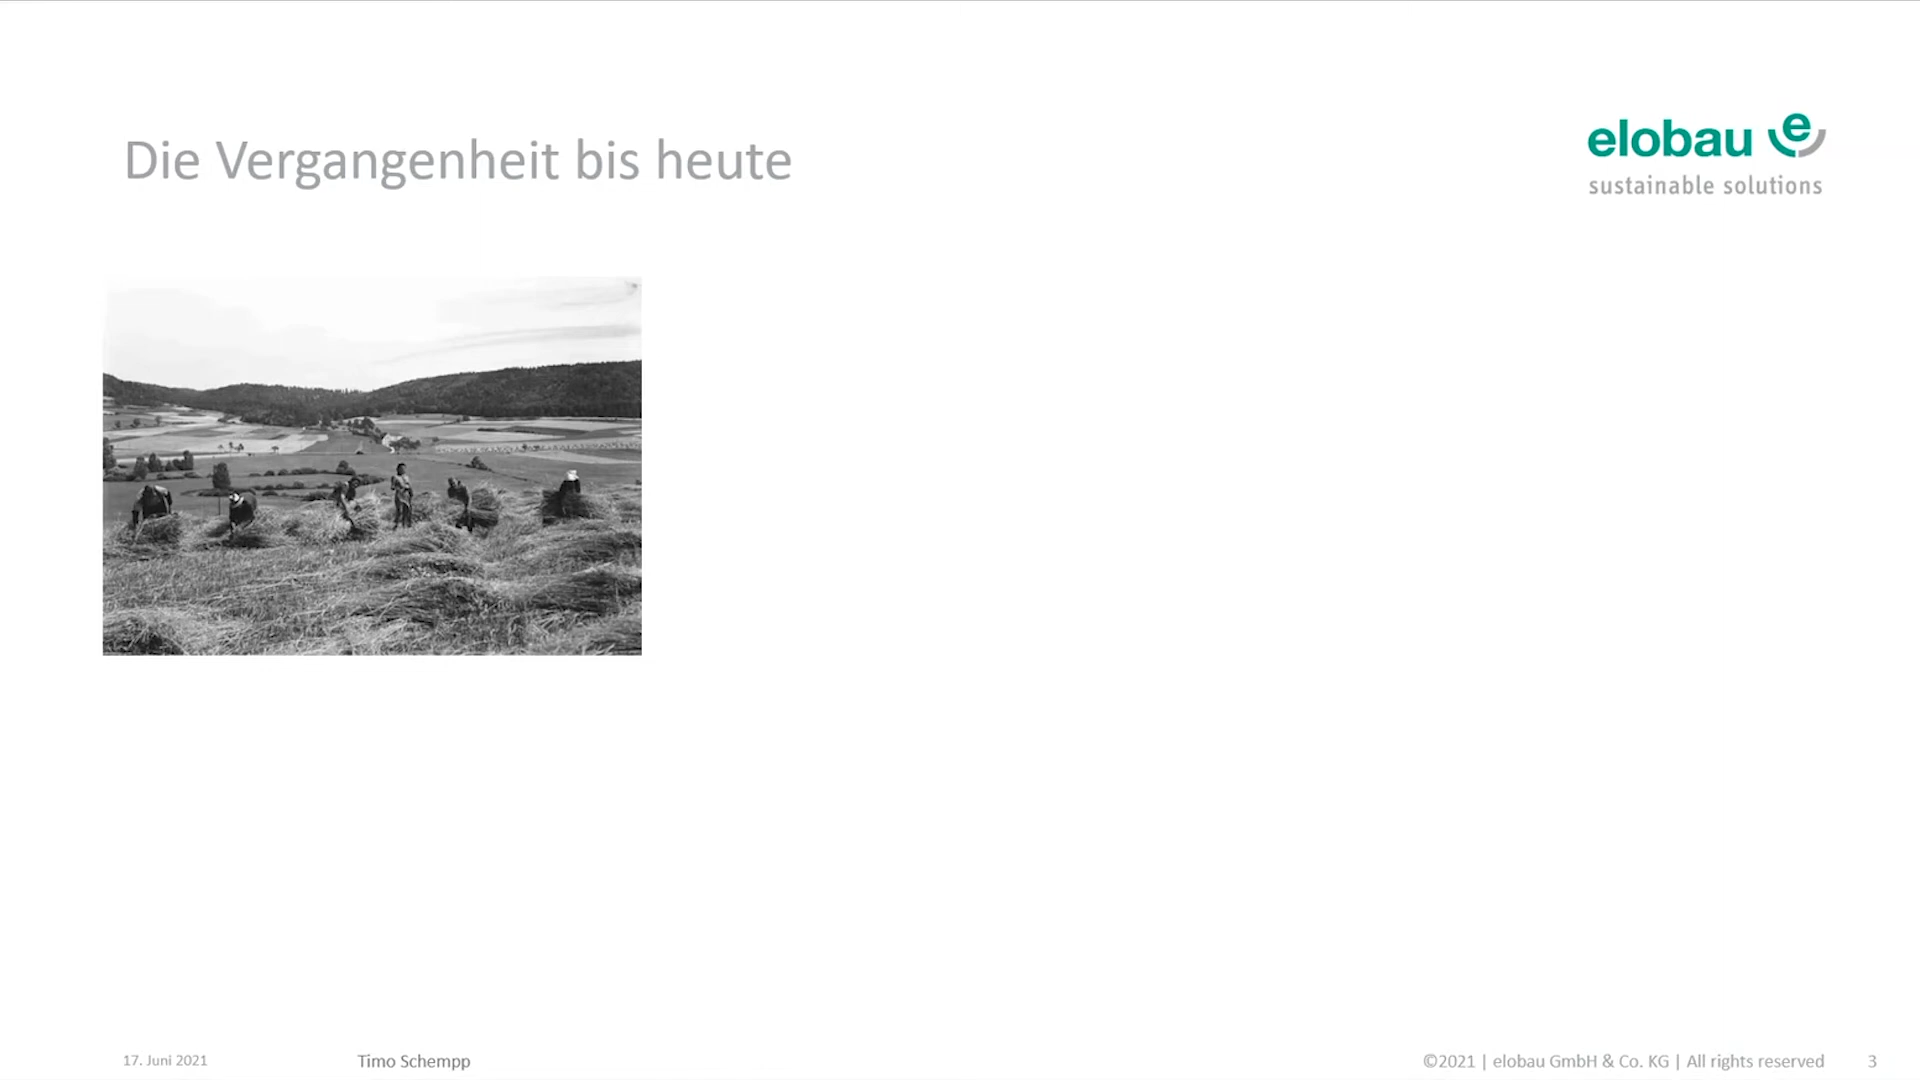 Die Vergangenheit bis heute
elobau e
sustainable solutions
17. Juni 2021
Timo Schempp
©2021 | elobau GmbH & Co. KG | All rights reserved
3